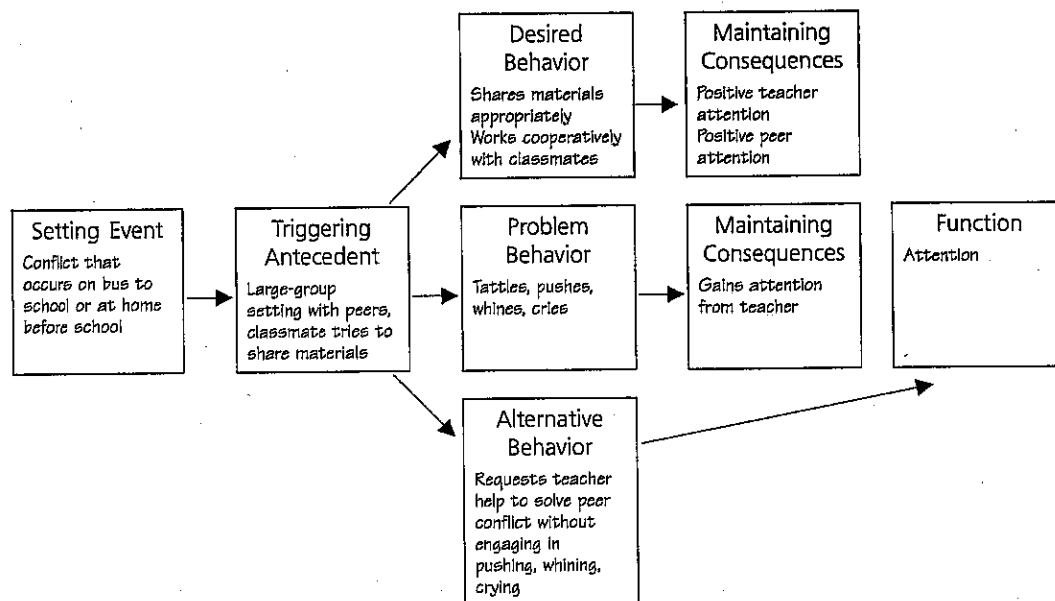 Desired
Behavior
Shares materials
appropriately
Works cooperatively
with classmates
Maintaining
Consequences
Positive teacher
attention
Positive peer
attention
Setting Event
Conflict that
occurs on bus to
school or at home
before school
Triggering
Antecedent
Large-group
setting with peers,
classmate tries to
share materials
Problem
Behavior
Tattles, pushes,
whines, cries
Maintaining
Consequences
Gains attention
from teacher
Function
Attention
Alternative
Behavior
Requests teacher
help to solve peer
conflict without
engaging in
pushing, whining,
crying